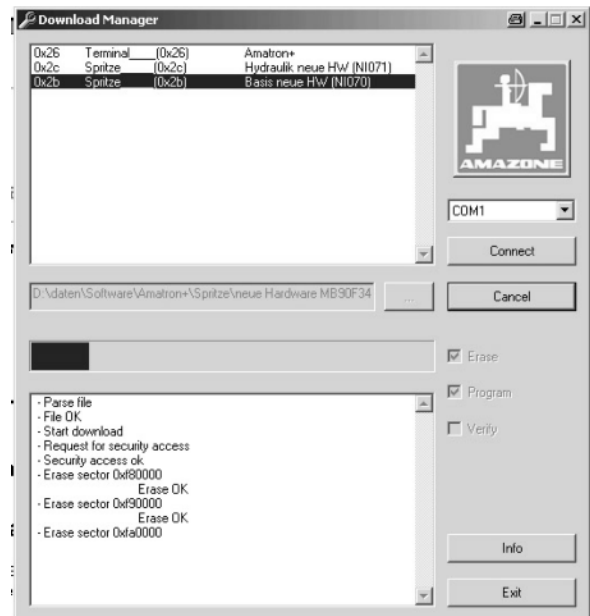 Download Manager
0x26 Terminal____(0x26) Amatron+
0x2c Spritze____(0x2c) Hydraulik neue HW (NI071)
0x2b Spritze____(0x2b) Basis neue HW (NI070)
AMAZONE
COM1
Connect
D:\daten\Software\Amatron+\Spritze\neue Hardware MB90F34
...
Cancel
Erase
Program
Verify
- Parse file
- File OK
- Start download
- Request for security access
- Security access ok
- Erase sector 0xf80000
Erase OK
- Erase sector 0xf90000
Erase OK
- Erase sector 0xfa0000
Info
Exit